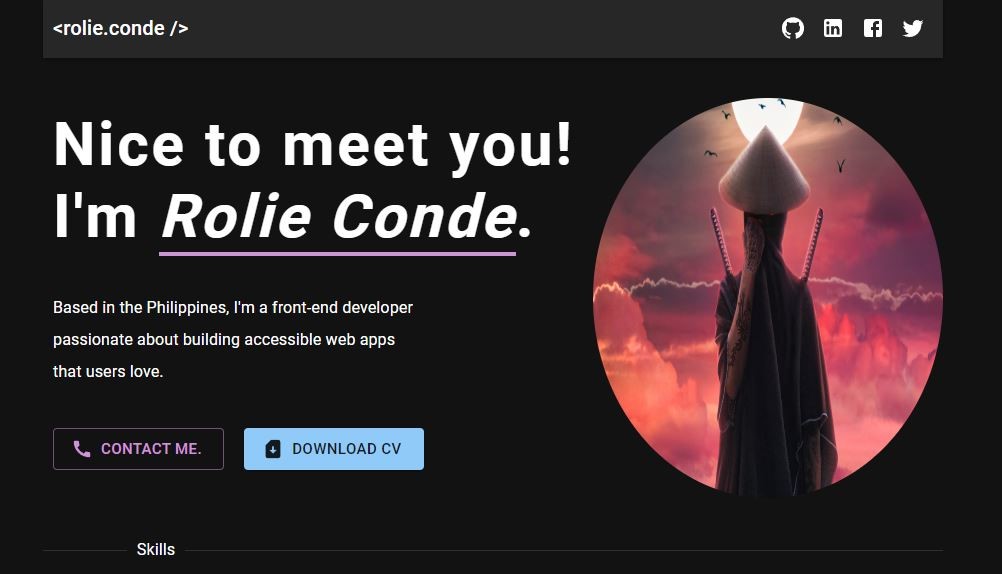 <rolie.conde />
Nice to meet you!
I'm Rolie Conde.
Based in the Philippines, I'm a front-end developer
passionate about building accessible web apps
that users love.
CONTACT ME.
DOWNLOAD CV
Skills